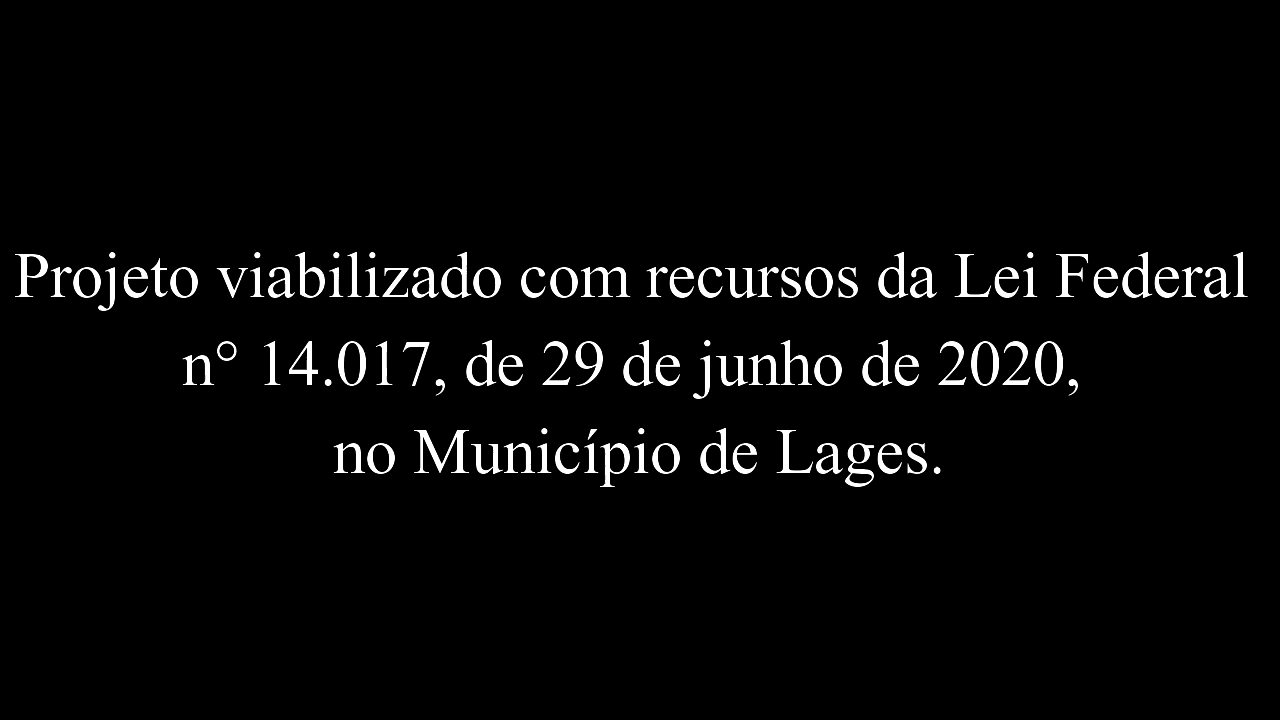 Projeto viabilizado com recursos da Lei Federal
n° 14.017, de 29 de junho de 2020,
no Município de Lages.